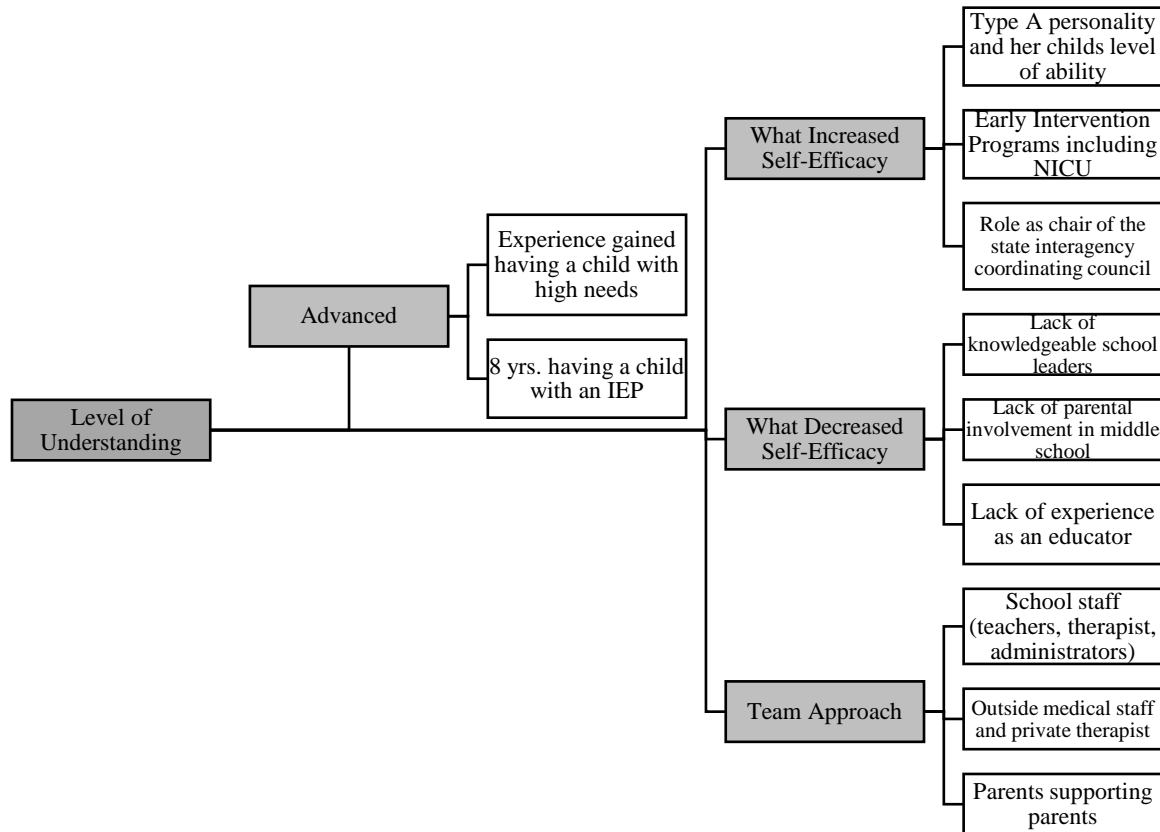 Level of
Understanding
Advanced
Experience gained
having a child with
high needs
8 yrs. having a child
with an IEP
What Increased
Self-Efficacy
Type A personality
and her childs level
of ability
Early Intervention
Programs including
NICU
Role as chair of the
state interagency
coordinating council
What Decreased
Self-Efficacy
Lack of
knowledgeable school
leaders
Lack of parental
involvement in middle
school
Lack of experience
as an educator
Team Approach
School staff
(teachers, therapist,
administrators)
Outside medical staff
and private therapist
Parents supporting
parents